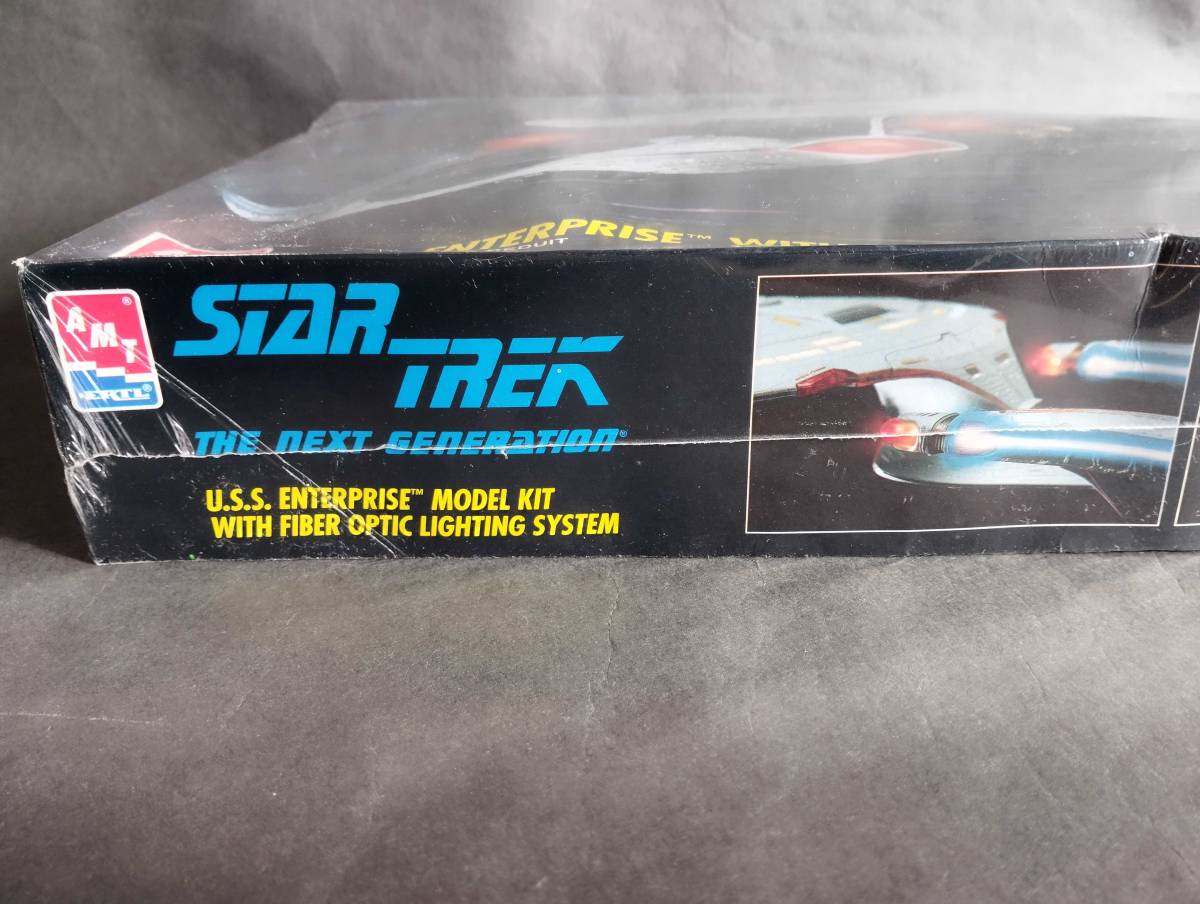 ENTERPRISE™ WITH
AMT®
ERTL®
STAR
TREK
THE NEXT GENERATION®
U.S.S. ENTERPRISE™ MODEL KIT
WITH FIBER OPTIC LIGHTING SYSTEM